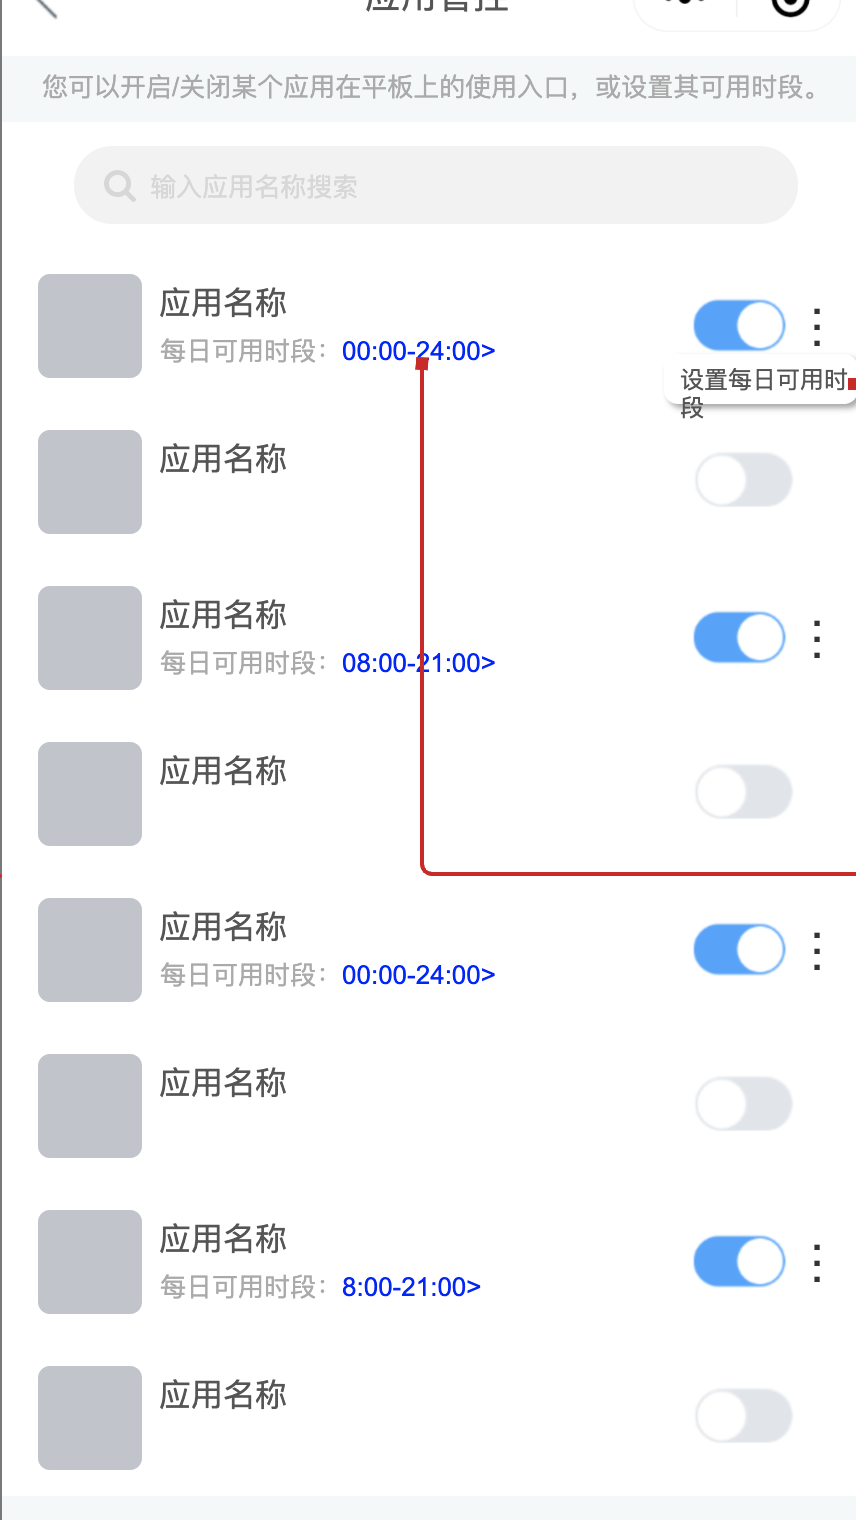 应用管控
您可以开启/关闭某个应用在平板上的使用入口，或设置其可用时段。
输入应用名称搜索
应用名称
每日可用时段：00:00-24:00>
设置每日可用时
段
应用名称
应用名称
每日可用时段：08:00-21:00>
应用名称
应用名称
每日可用时段：00:00-24:00>
应用名称
应用名称
每日可用时段：8:00-21:00>
应用名称